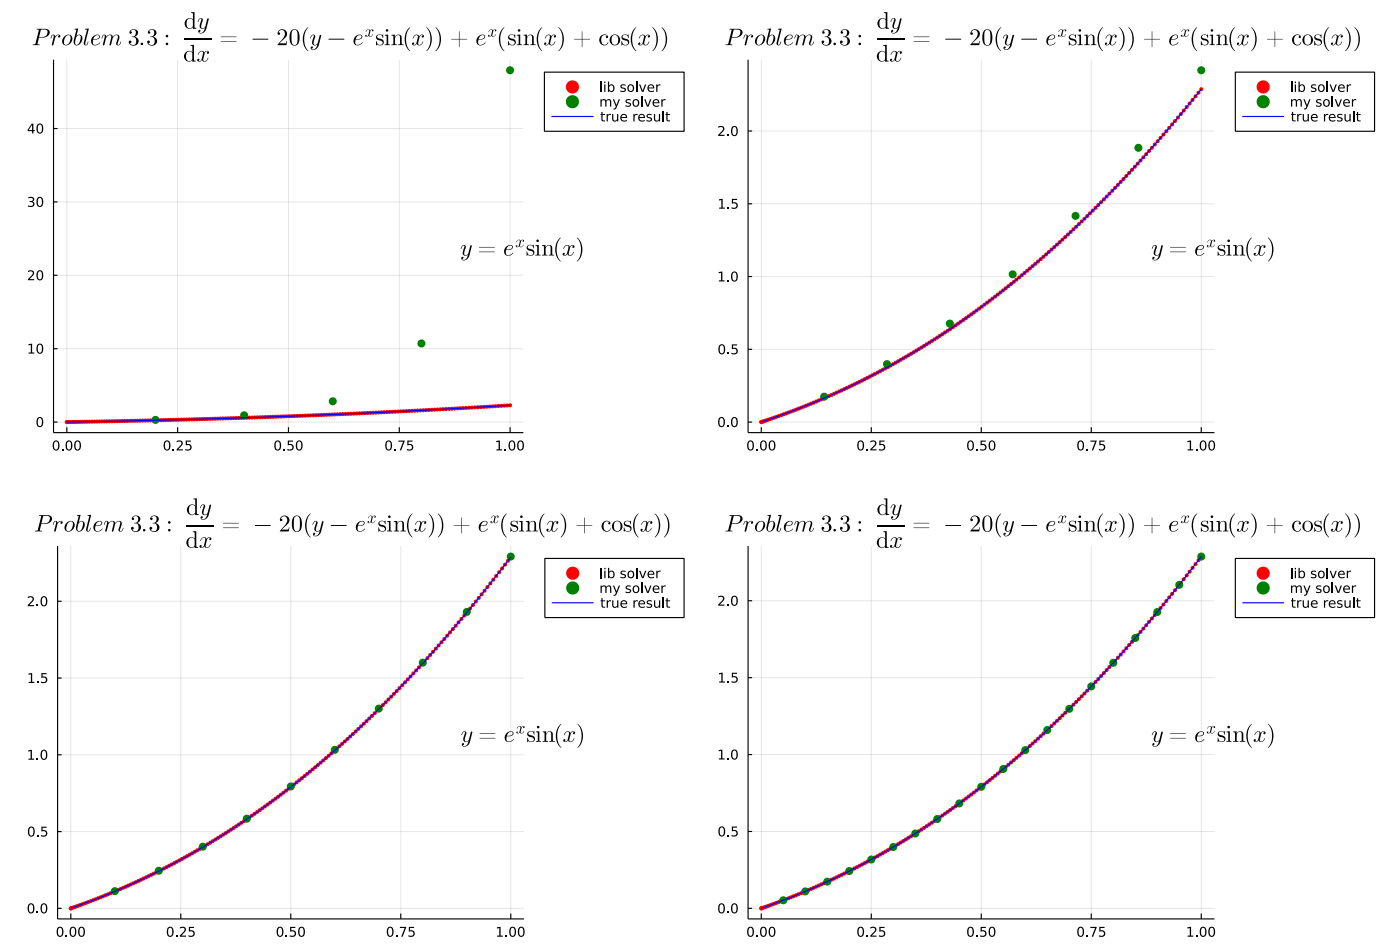 Problem 3.3 : dy/dx = − 20(y − e^x sin(x)) + e^x(sin(x) + cos(x))
lib solver
my solver
true result
40
30
20
10
0
y = e^x sin(x)
0.00 0.25 0.50 0.75 1.00
Problem 3.3 : dy/dx = − 20(y − e^x sin(x)) + e^x(sin(x) + cos(x))
lib solver
my solver
true result
2.0
1.5
1.0
0.5
0.0
y = e^x sin(x)
0.00 0.25 0.50 0.75 1.00
Problem 3.3 : dy/dx = − 20(y − e^x sin(x)) + e^x(sin(x) + cos(x))
lib solver
my solver
true result
2.0
1.5
1.0
0.5
0.0
y = e^x sin(x)
0.00 0.25 0.50 0.75 1.00
Problem 3.3 : dy/dx = − 20(y − e^x sin(x)) + e^x(sin(x) + cos(x))
lib solver
my solver
true result
2.0
1.5
1.0
0.5
0.0
y = e^x sin(x)
0.00 0.25 0.50 0.75 1.00